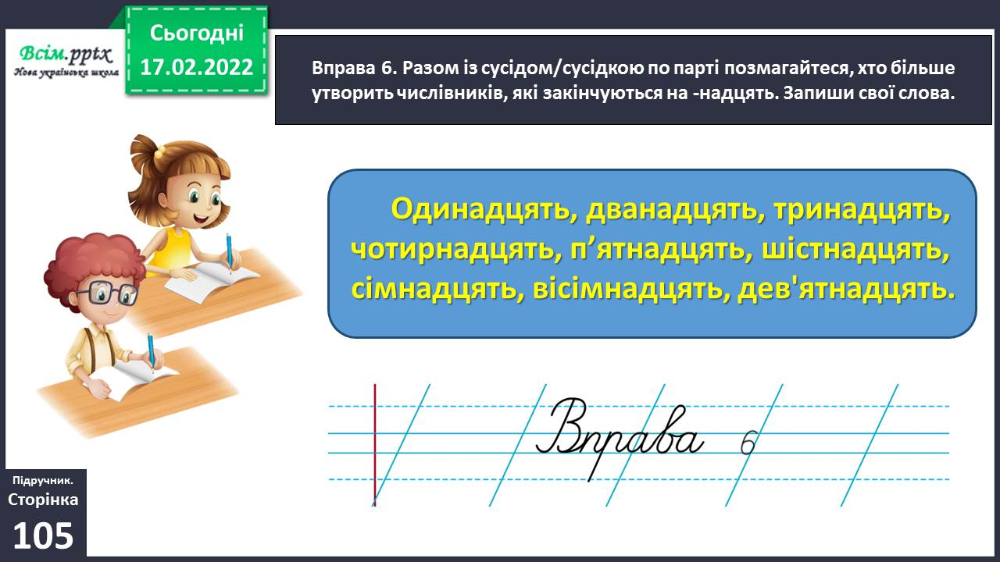 Всім.pptx
Нова українська школа
Сьогодні
17.02.2022
Вправа 6. Разом із сусідом/сусідкою по парті позмагайтеся, хто більше
утворить числівників, які закінчуються на -надцять. Запиши свої слова.
Одинадцять, дванадцять, тринадцять,
чотирнадцять, п’ятнадцять, шістнадцять,
сімнадцять, вісімнадцять, дев'ятнадцять.
Вправа 6
Підручник.
Сторінка
105